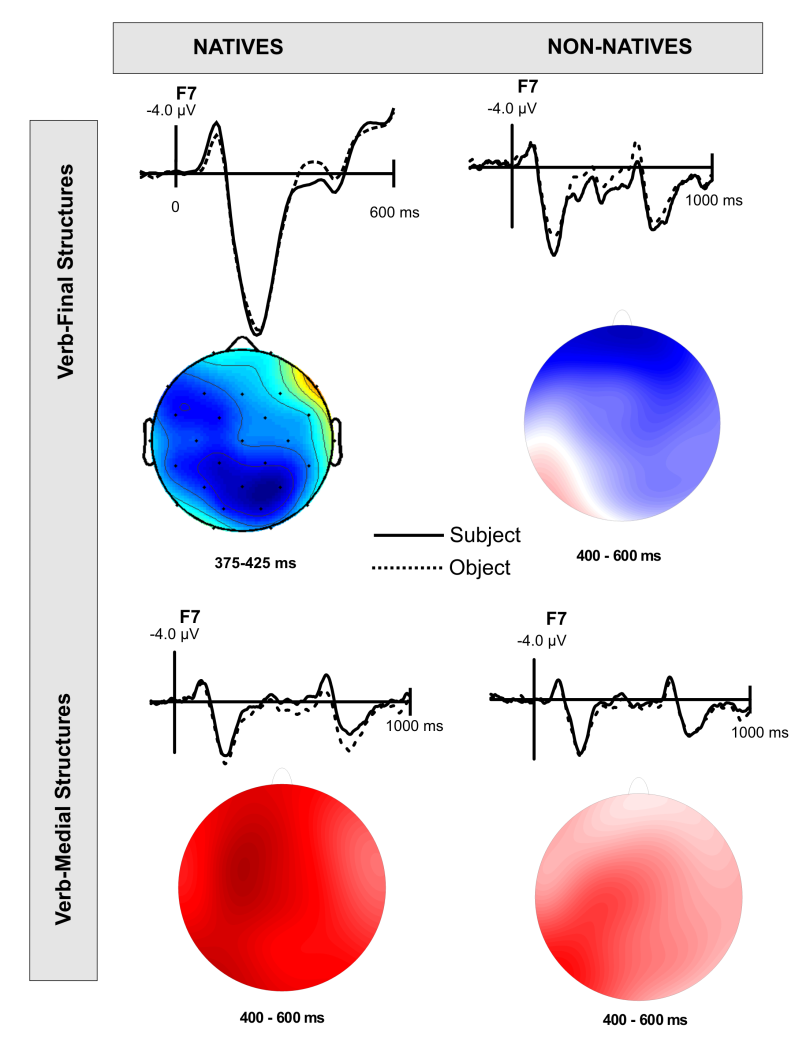 NATIVES
NON-NATIVES
Verb-Final Structures
F7
-4.0 µV
0
600 ms
F7
-4.0 µV
1000 ms
375-425 ms
400 - 600 ms
Subject
Object
Verb-Medial Structures
F7
-4.0 µV
1000 ms
F7
-4.0 µV
1000 ms
400 - 600 ms
400 - 600 ms